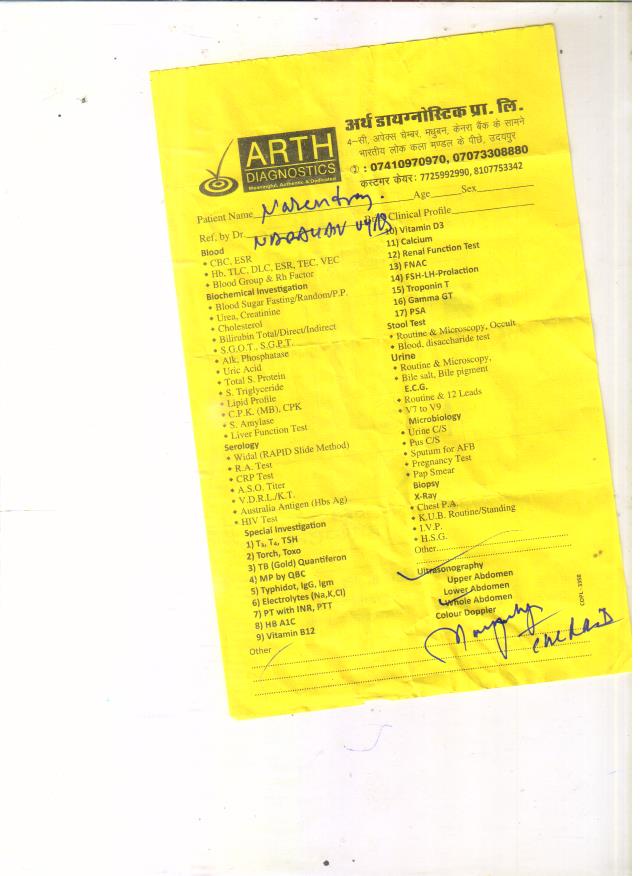 ARTH
DIAGNOSTICS
Meaningful, Authentic & Dedicated
अर्थ डायग्नोस्टिक प्रा. लि.
4-सी, अपेक्स चेम्बर, मधुबन, केनरा बैंक के सामने
भारतीय लोक कला मण्डल के पीछे, उदयपुर
: 07410970970, 07073308880
कस्टमर केयर: 7725992990, 8107753342
Patient Name Age Sex
Ref. by Dr. NARAYAN Clinical Profile
Blood
• CBC, ESR
• Hb, TLC, DLC, ESR, TEC, VEC
• Blood Group & Rh Factor
Biochemical Investigation
• Blood Sugar Fasting/Random/P.P.
• Urea, Creatinine
• Cholesterol
• Bilirubin Total/Direct/Indirect
• S.G.O.T., S.G.P.T.
• Alk, Phosphatase
• Uric Acid
• Total S. Protein
• S. Triglyceride
• Lipid Profile
• C.P.K. (MB), CPK
• S. Amylase
• Liver Function Test
Serology
• Widal (RAPID Slide Method)
• R.A. Test
• CRP Test
• A.S.O. Titer
• V.D.R.L./K.T.
• Australia Antigen (Hbs Ag)
• HIV Test
Special Investigation
1) T₃, T₄, TSH
2) Torch, Toxo
3) TB (Gold) Quantiferon
4) MP by QBC
5) Typhidot, IgG, Igm
6) Electrolytes (Na,K,Cl)
7) PT with INR, PTT
8) HB A1C
9) Vitamin B12
Other
10) Vitamin D3
11) Calcium
12) Renal Function Test
13) FNAC
14) FSH-LH-Prolaction
15) Troponin T
16) Gamma GT
17) PSA
Stool Test
• Routine & Microscopy, Occult
• Blood, disaccharide test
Urine
• Routine & Microscopy,
• Bile salt, Bile pigment
E.C.G.
• Routine & 12 Leads
• V7 to V9
Microbiology
• Urine C/S
• Pus C/S
• Sputum for AFB
• Pregnancy Test
• Pap Smear
Biopsy
X-Ray
• Chest P.A.
• K.U.B. Routine/Standing
• I.V.P.
• H.S.G.
Other
Ultrasonography
Upper Abdomen
Lower Abdomen
Whole Abdomen
Colour Doppler